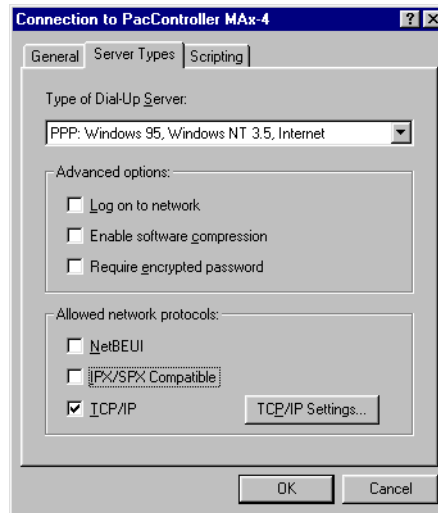 Connection to PacController MAx-4
General
Server Types
Scripting
Type of Dial-Up Server:
PPP: Windows 95, Windows NT 3.5, Internet
Advanced options:
Log on to network
Enable software compression
Require encrypted password
Allowed network protocols:
NetBEUI
IPX/SPX Compatible
TCP/IP
TCP/IP Settings...
OK
Cancel